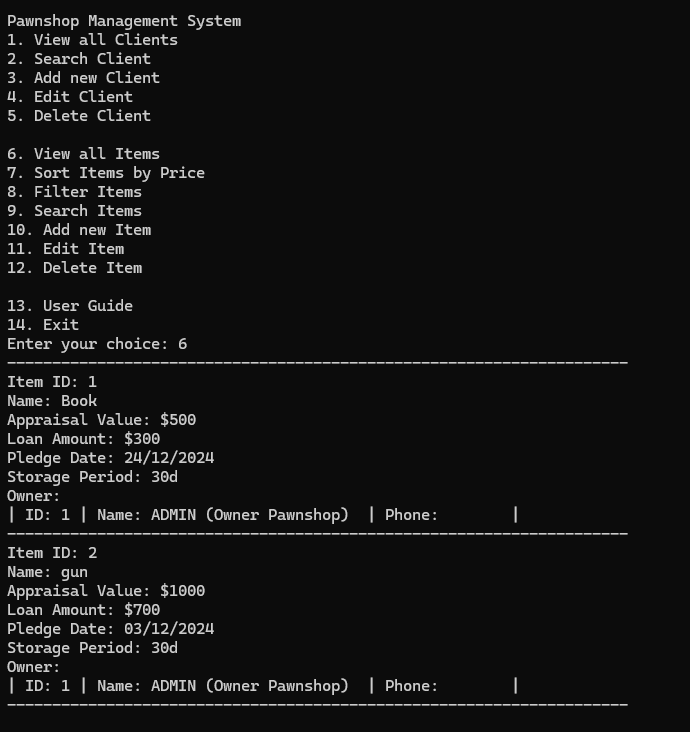 Pawnshop Management System
1. View all Clients
2. Search Client
3. Add new Client
4. Edit Client
5. Delete Client

6. View all Items
7. Sort Items by Price
8. Filter Items
9. Search Items
10. Add new Item
11. Edit Item
12. Delete Item

13. User Guide
14. Exit
Enter your choice: 6
---------------------------------------------------------------------
Item ID: 1
Name: Book
Appraisal Value: $500
Loan Amount: $300
Pledge Date: 24/12/2024
Storage Period: 30d
Owner:
| ID: 1 | Name: ADMIN (Owner Pawnshop)  | Phone:        |
---------------------------------------------------------------------
Item ID: 2
Name: gun
Appraisal Value: $1000
Loan Amount: $700
Pledge Date: 03/12/2024
Storage Period: 30d
Owner:
| ID: 1 | Name: ADMIN (Owner Pawnshop)  | Phone:        |
---------------------------------------------------------------------